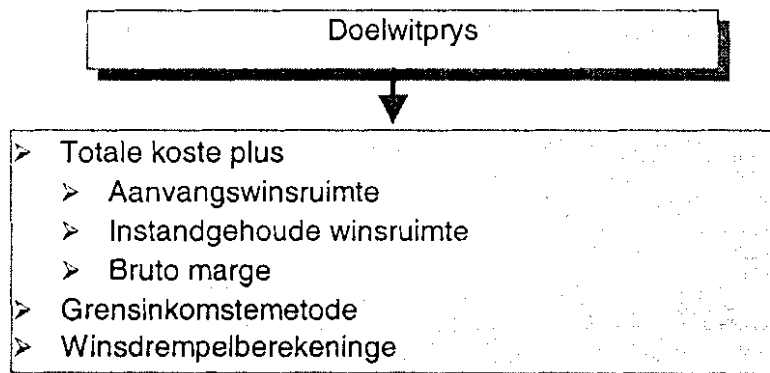 Doelwitprys
➢ Totale koste plus
➢ Aanvangswinsruimte
➢ Instandgehoude winsruimte
➢ Bruto marge
➢ Grensinkomstemetode
➢ Winsdrempelberekeninge